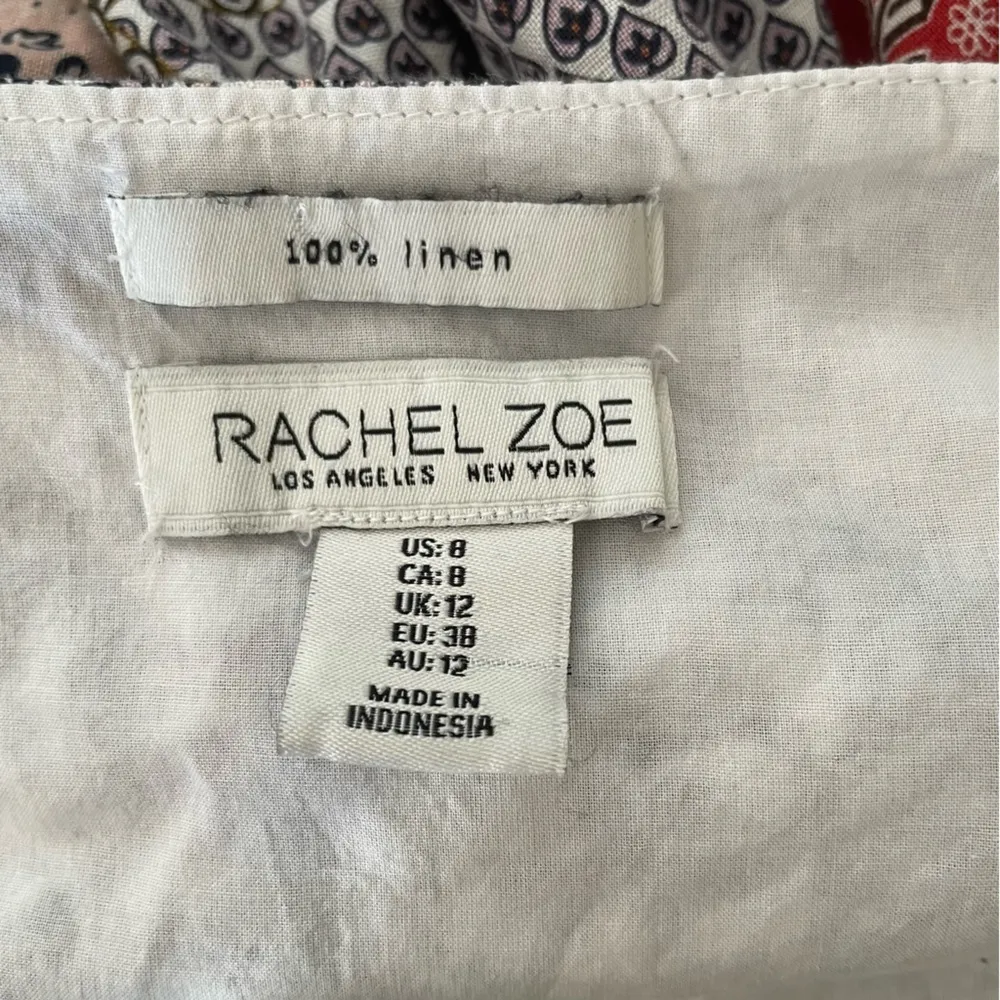 100% linen
RACHEL ZOE
LOS ANGELES NEW YORK
US: 8
CA: 8
UK: 12
EU: 38
AU: 12
MADE IN
INDONESIA